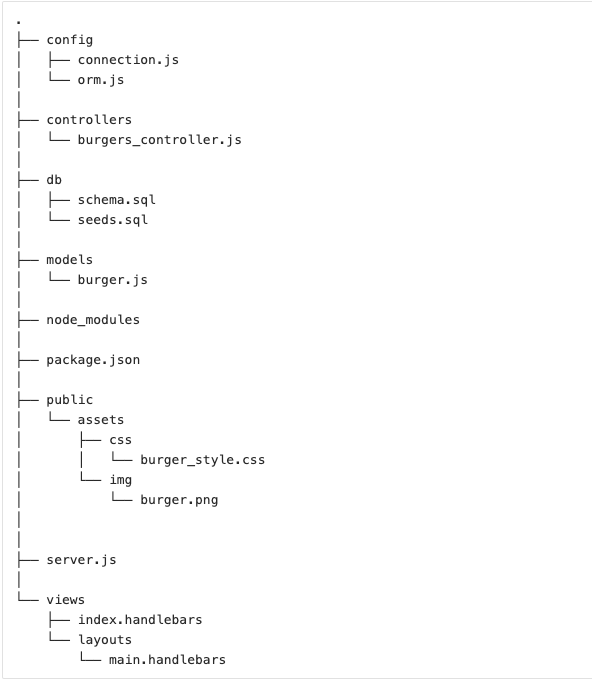 .
├── config
│   ├── connection.js
│   └── orm.js
│
├── controllers
│   └── burgers_controller.js
│
├── db
│   ├── schema.sql
│   └── seeds.sql
│
├── models
│   └── burger.js
│
├── node_modules
│
├── package.json
│
├── public
│   └── assets
│       ├── css
│       │   └── burger_style.css
│       └── img
│           └── burger.png
│
│
├── server.js
│
└── views
    ├── index.handlebars
    └── layouts
        └── main.handlebars